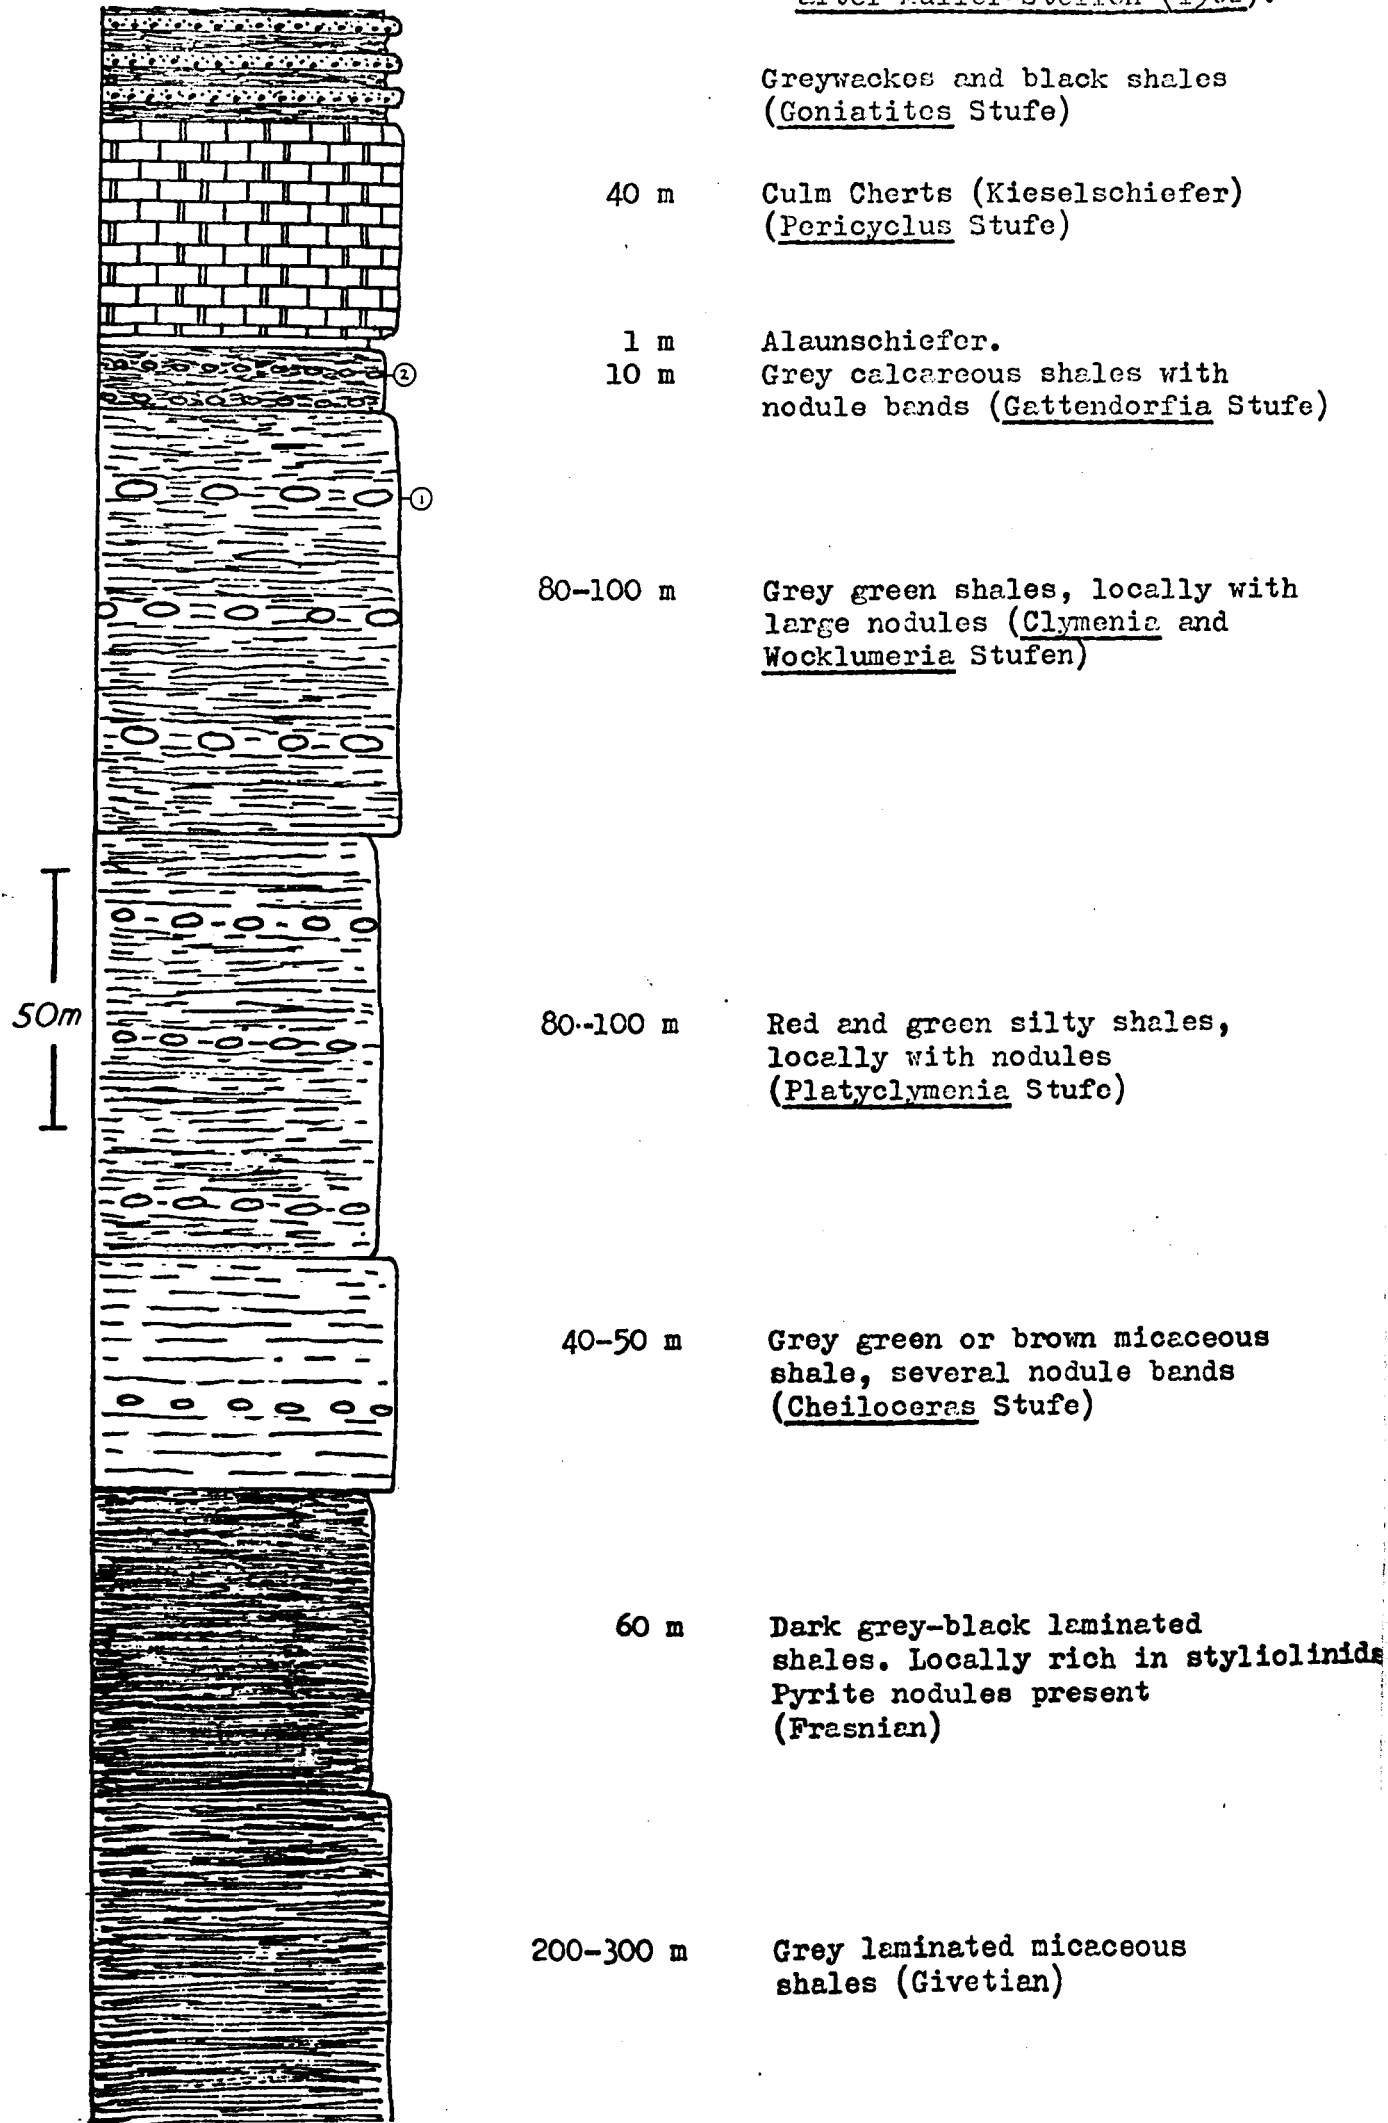 Greywackes and black shales
(Goniatites Stufe)
40 m Culm Cherts (Kieselschiefer)
(Pericyclus Stufe)
1 m Alaunschiefer.
10 m Grey calcareous shales with
nodule bands (Gattendorfia Stufe)
2
1
80-100 m Grey green shales, locally with
large nodules (Clymenia and
Wocklumeria Stufen)
50m
80-100 m Red and green silty shales,
locally with nodules
(Platyclymenia Stufe)
40-50 m Grey green or brown micaceous
shale, several nodule bands
(Cheiloceras Stufe)
60 m Dark grey-black laminated
shales. Locally rich in styliolinids
Pyrite nodules present
(Frasnian)
200-300 m Grey laminated micaceous
shales (Givetian)